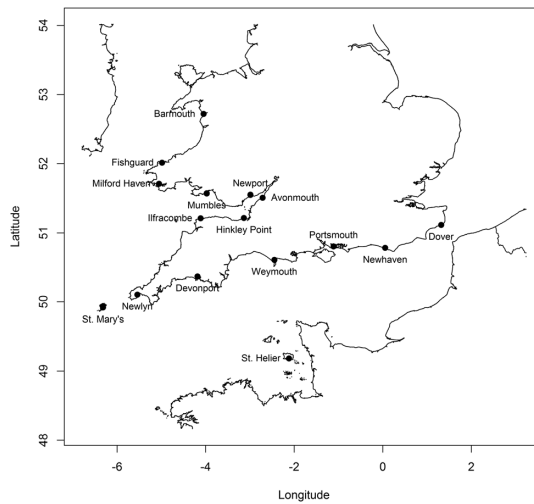 54
53
52
51
50
49
48
Latitude
Barmouth
Fishguard
Milford Haven
Newport
Avonmouth
Mumbles
Ilfracombe
Hinkley Point
Portsmouth
Dover
Newhaven
Weymouth
Devonport
Newlyn
St. Mary's
St. Helier
-6 -4 -2 0 2
Longitude